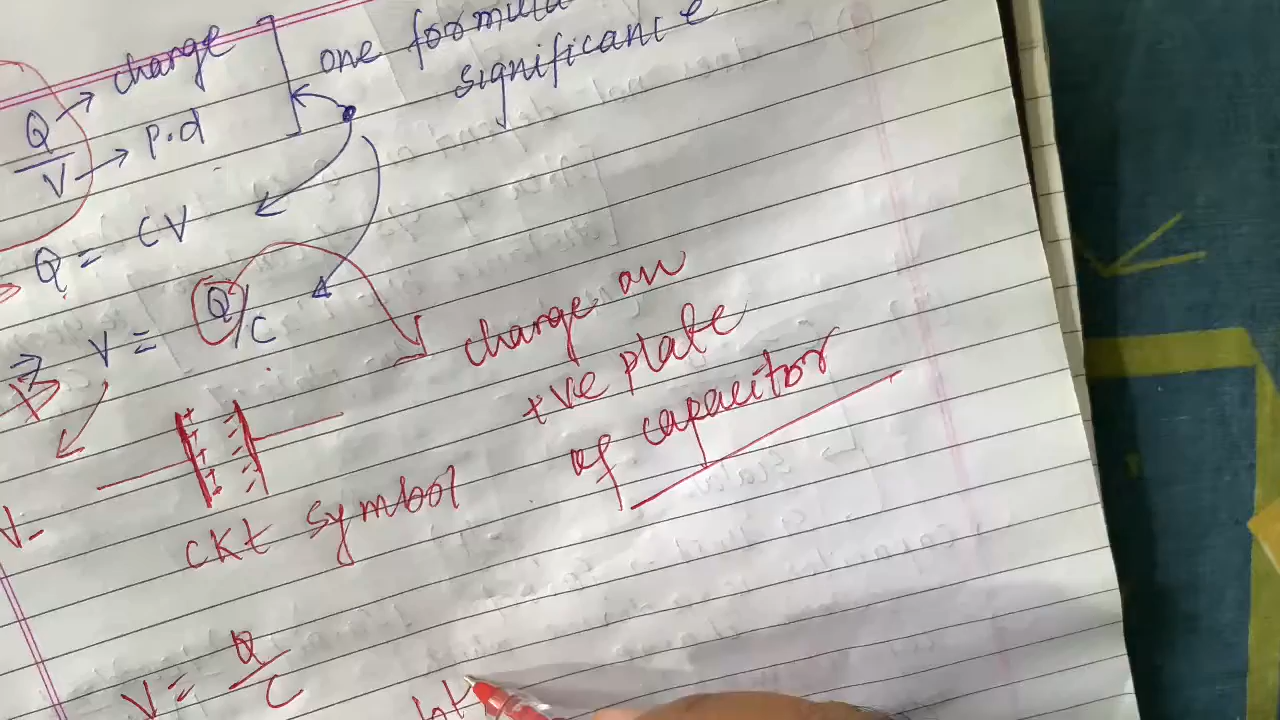 Q → charge
V → p.d
one formula
significance
Q = CV
⇒ V = Q/C
charge on
+ve plate
of capacitor
ckt symbol
V = Q/C